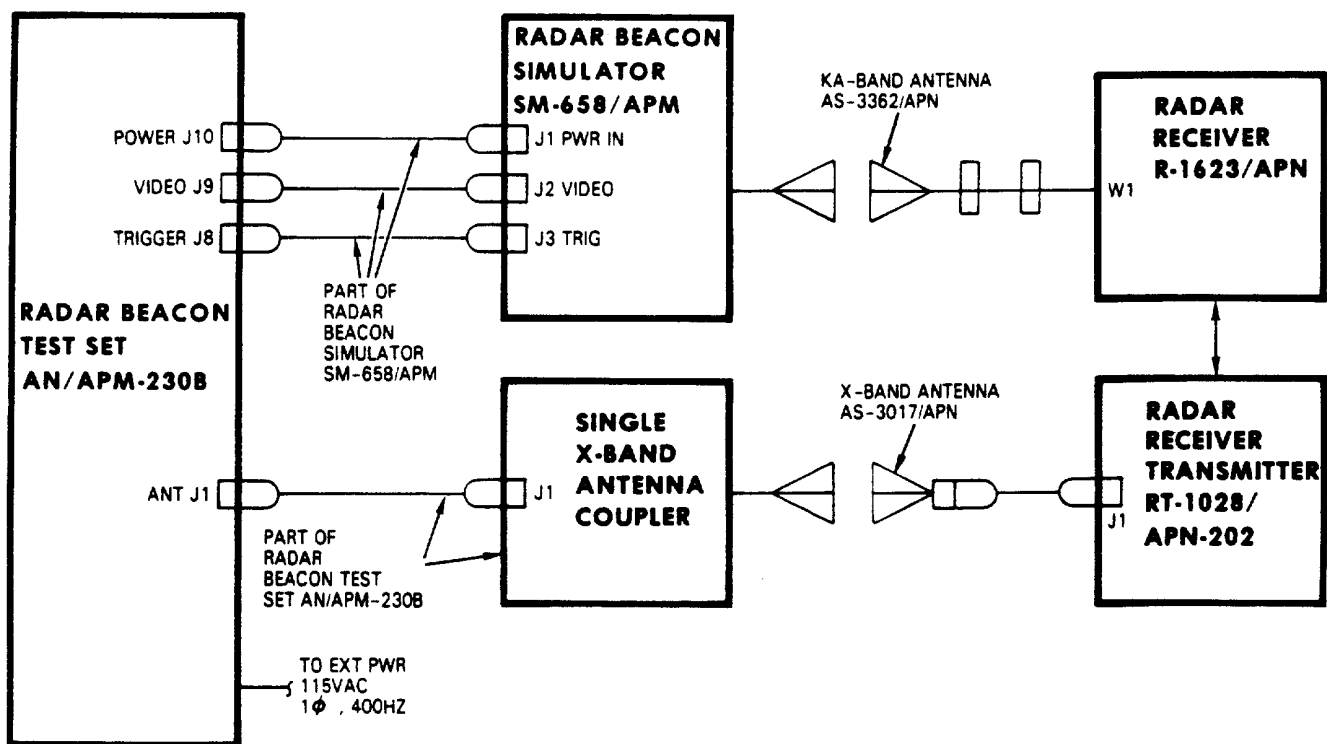 RADAR BEACON
TEST SET
AN/APM-230B
POWER J10
VIDEO J9
TRIGGER J8
ANT J1
TO EXT PWR
115VAC
1ϕ , 400HZ
PART OF
RADAR
BEACON
SIMULATOR
SM-658/APM
PART OF
RADAR
BEACON TEST
SET AN/APM-230B
RADAR BEACON
SIMULATOR
SM-658/APM
J1 PWR IN
J2 VIDEO
J3 TRIG
J1
SINGLE
X-BAND
ANTENNA
COUPLER
KA-BAND ANTENNA
AS-3362/APN
X-BAND ANTENNA
AS-3017/APN
RADAR
RECEIVER
R-1623/APN
W1
RADAR
RECEIVER
TRANSMITTER
RT-1028/
APN-202
J1